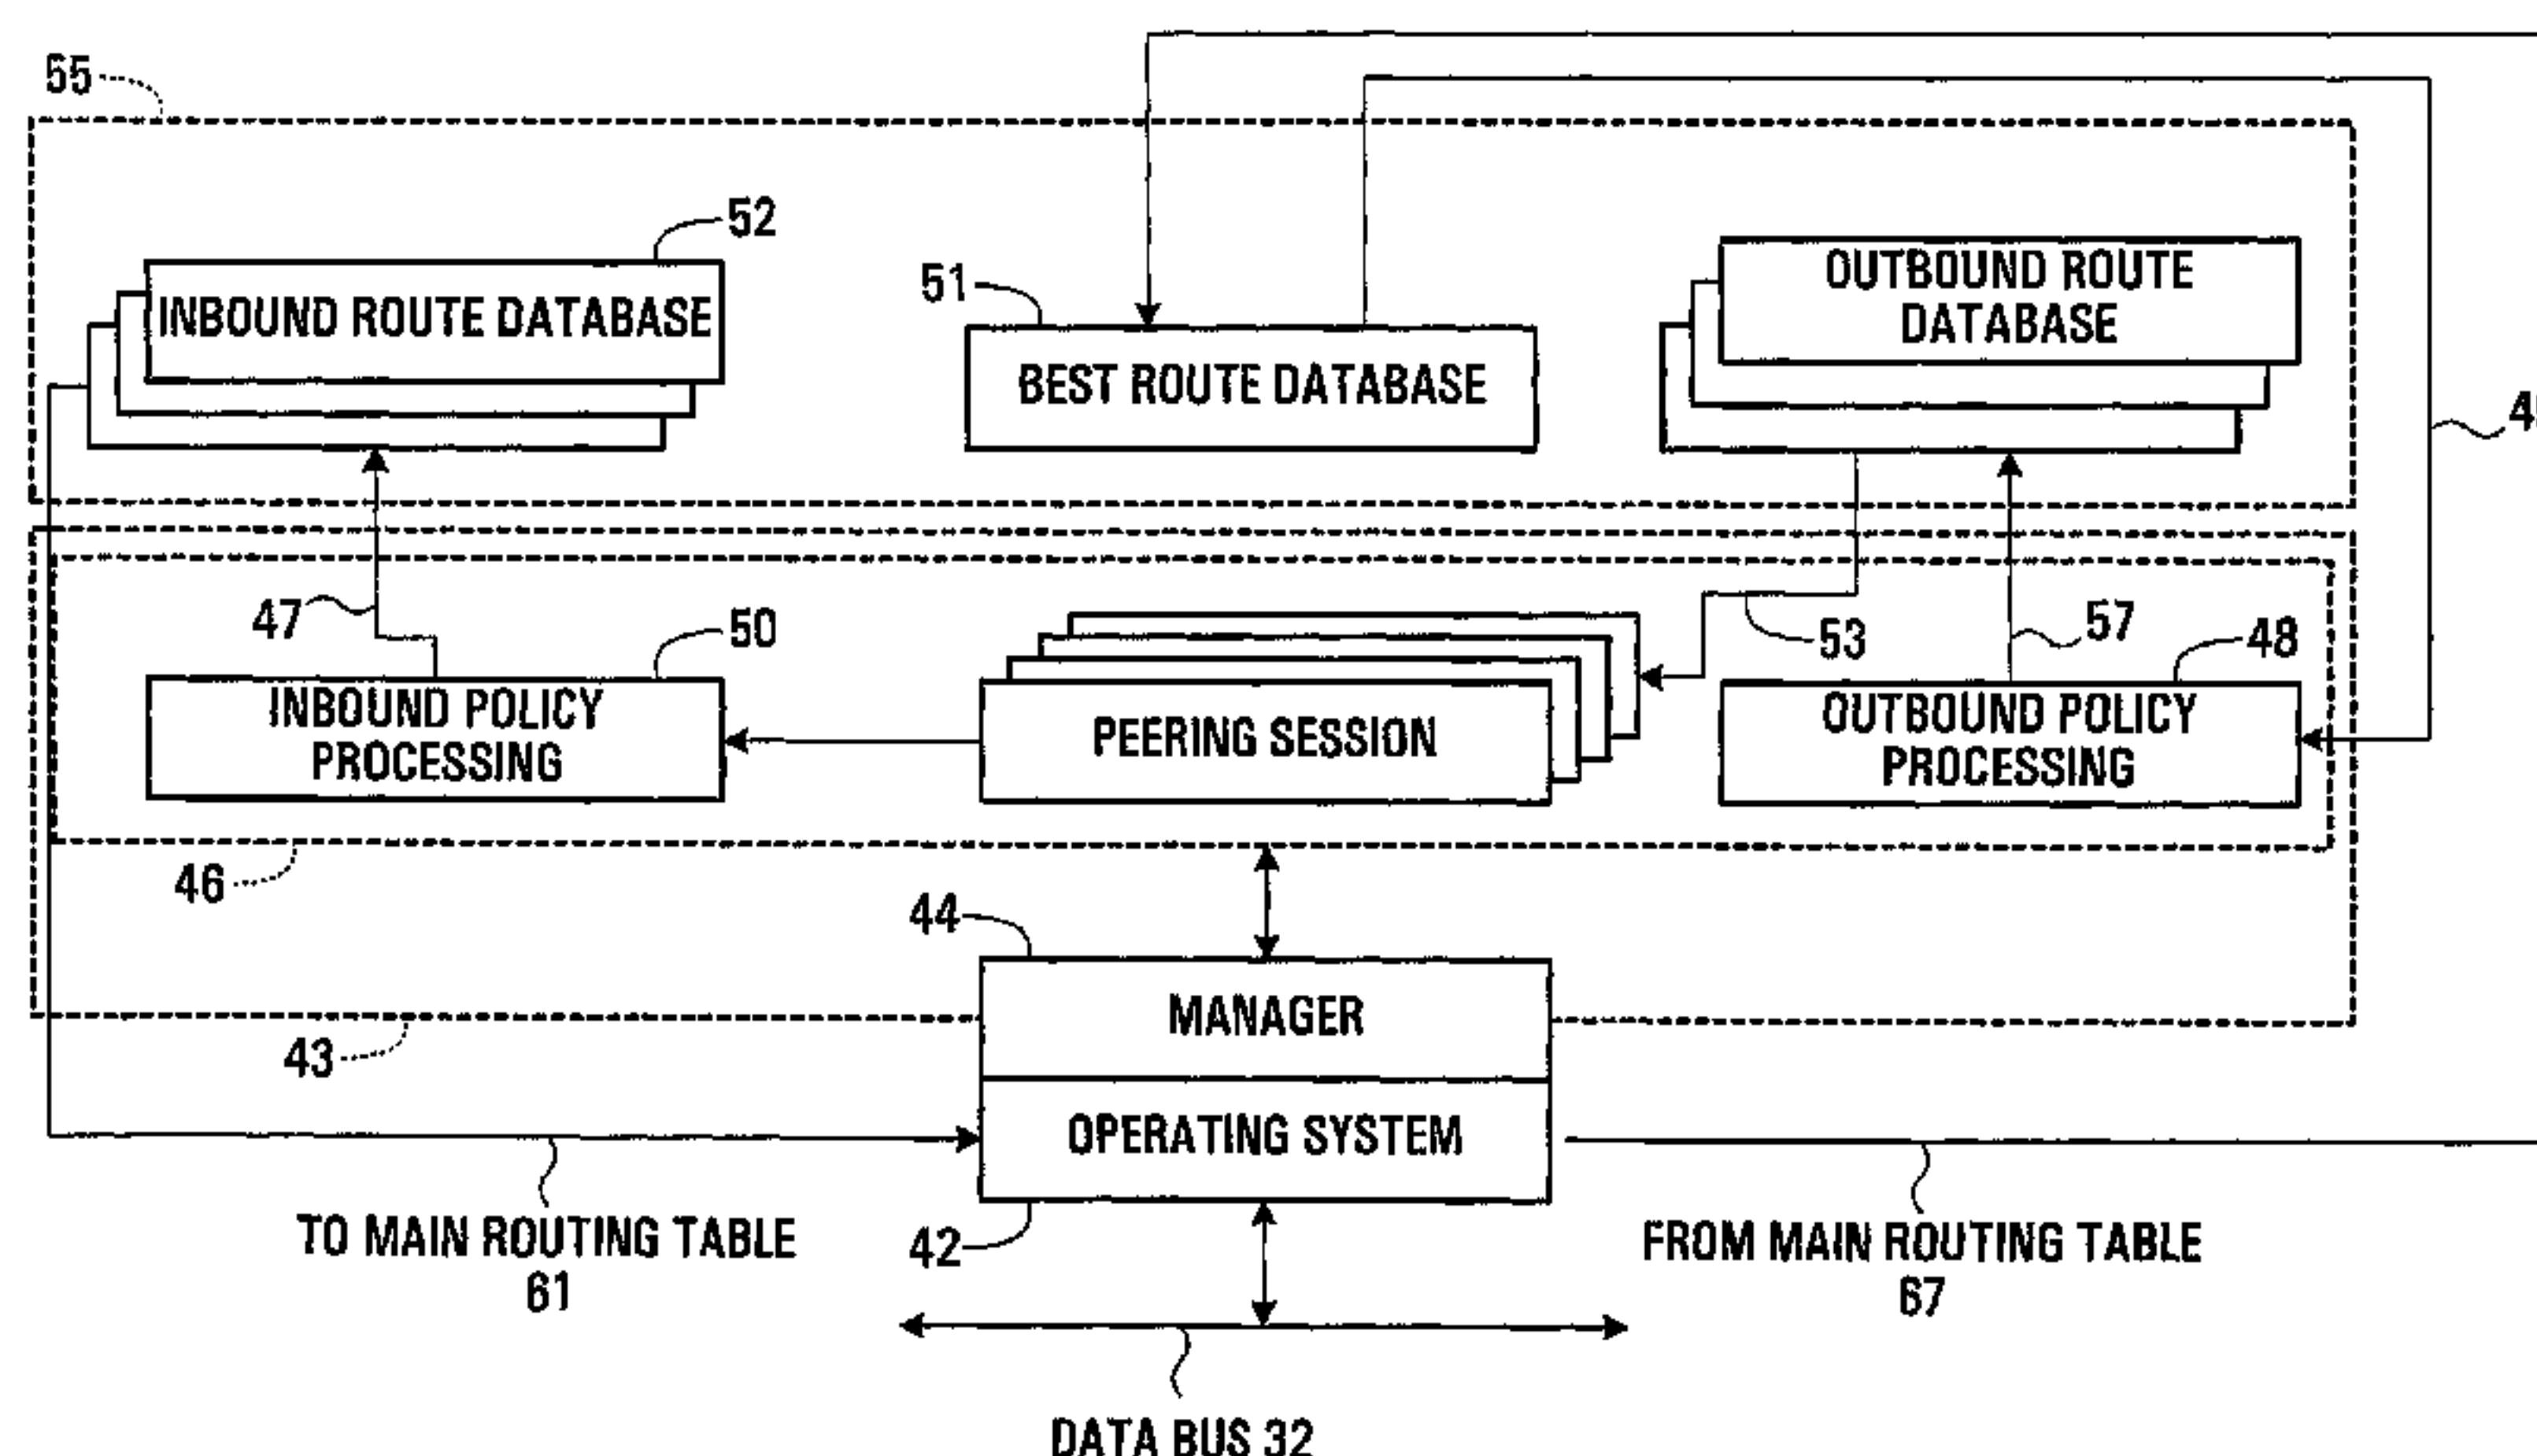 55
52
INBOUND ROUTE DATABASE
51
BEST ROUTE DATABASE
OUTBOUND ROUTE
DATABASE
47
50
INBOUND POLICY
PROCESSING
PEERING SESSION
53
57
48
OUTBOUND POLICY
PROCESSING
46
44
MANAGER
43
OPERATING SYSTEM
42
TO MAIN ROUTING TABLE
61
FROM MAIN ROUTING TABLE
67
DATA BUS 32